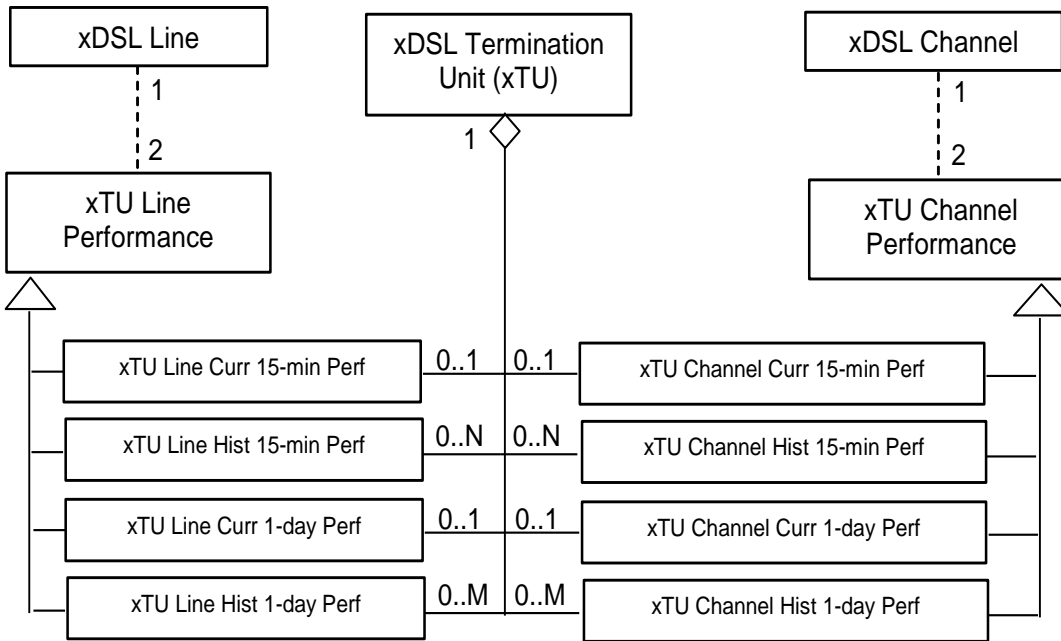 xDSL Line
xDSL Termination
Unit (xTU)
xDSL Channel
1
1
1
2
2
xTU Line
Performance
xTU Channel
Performance
xTU Line Curr 15-min Perf
0..1
0..1
xTU Channel Curr 15-min Perf
xTU Line Hist 15-min Perf
0..N
0..N
xTU Channel Hist 15-min Perf
xTU Line Curr 1-day Perf
0..1
0..1
xTU Channel Curr 1-day Perf
xTU Line Hist 1-day Perf
0..M
0..M
xTU Channel Hist 1-day Perf